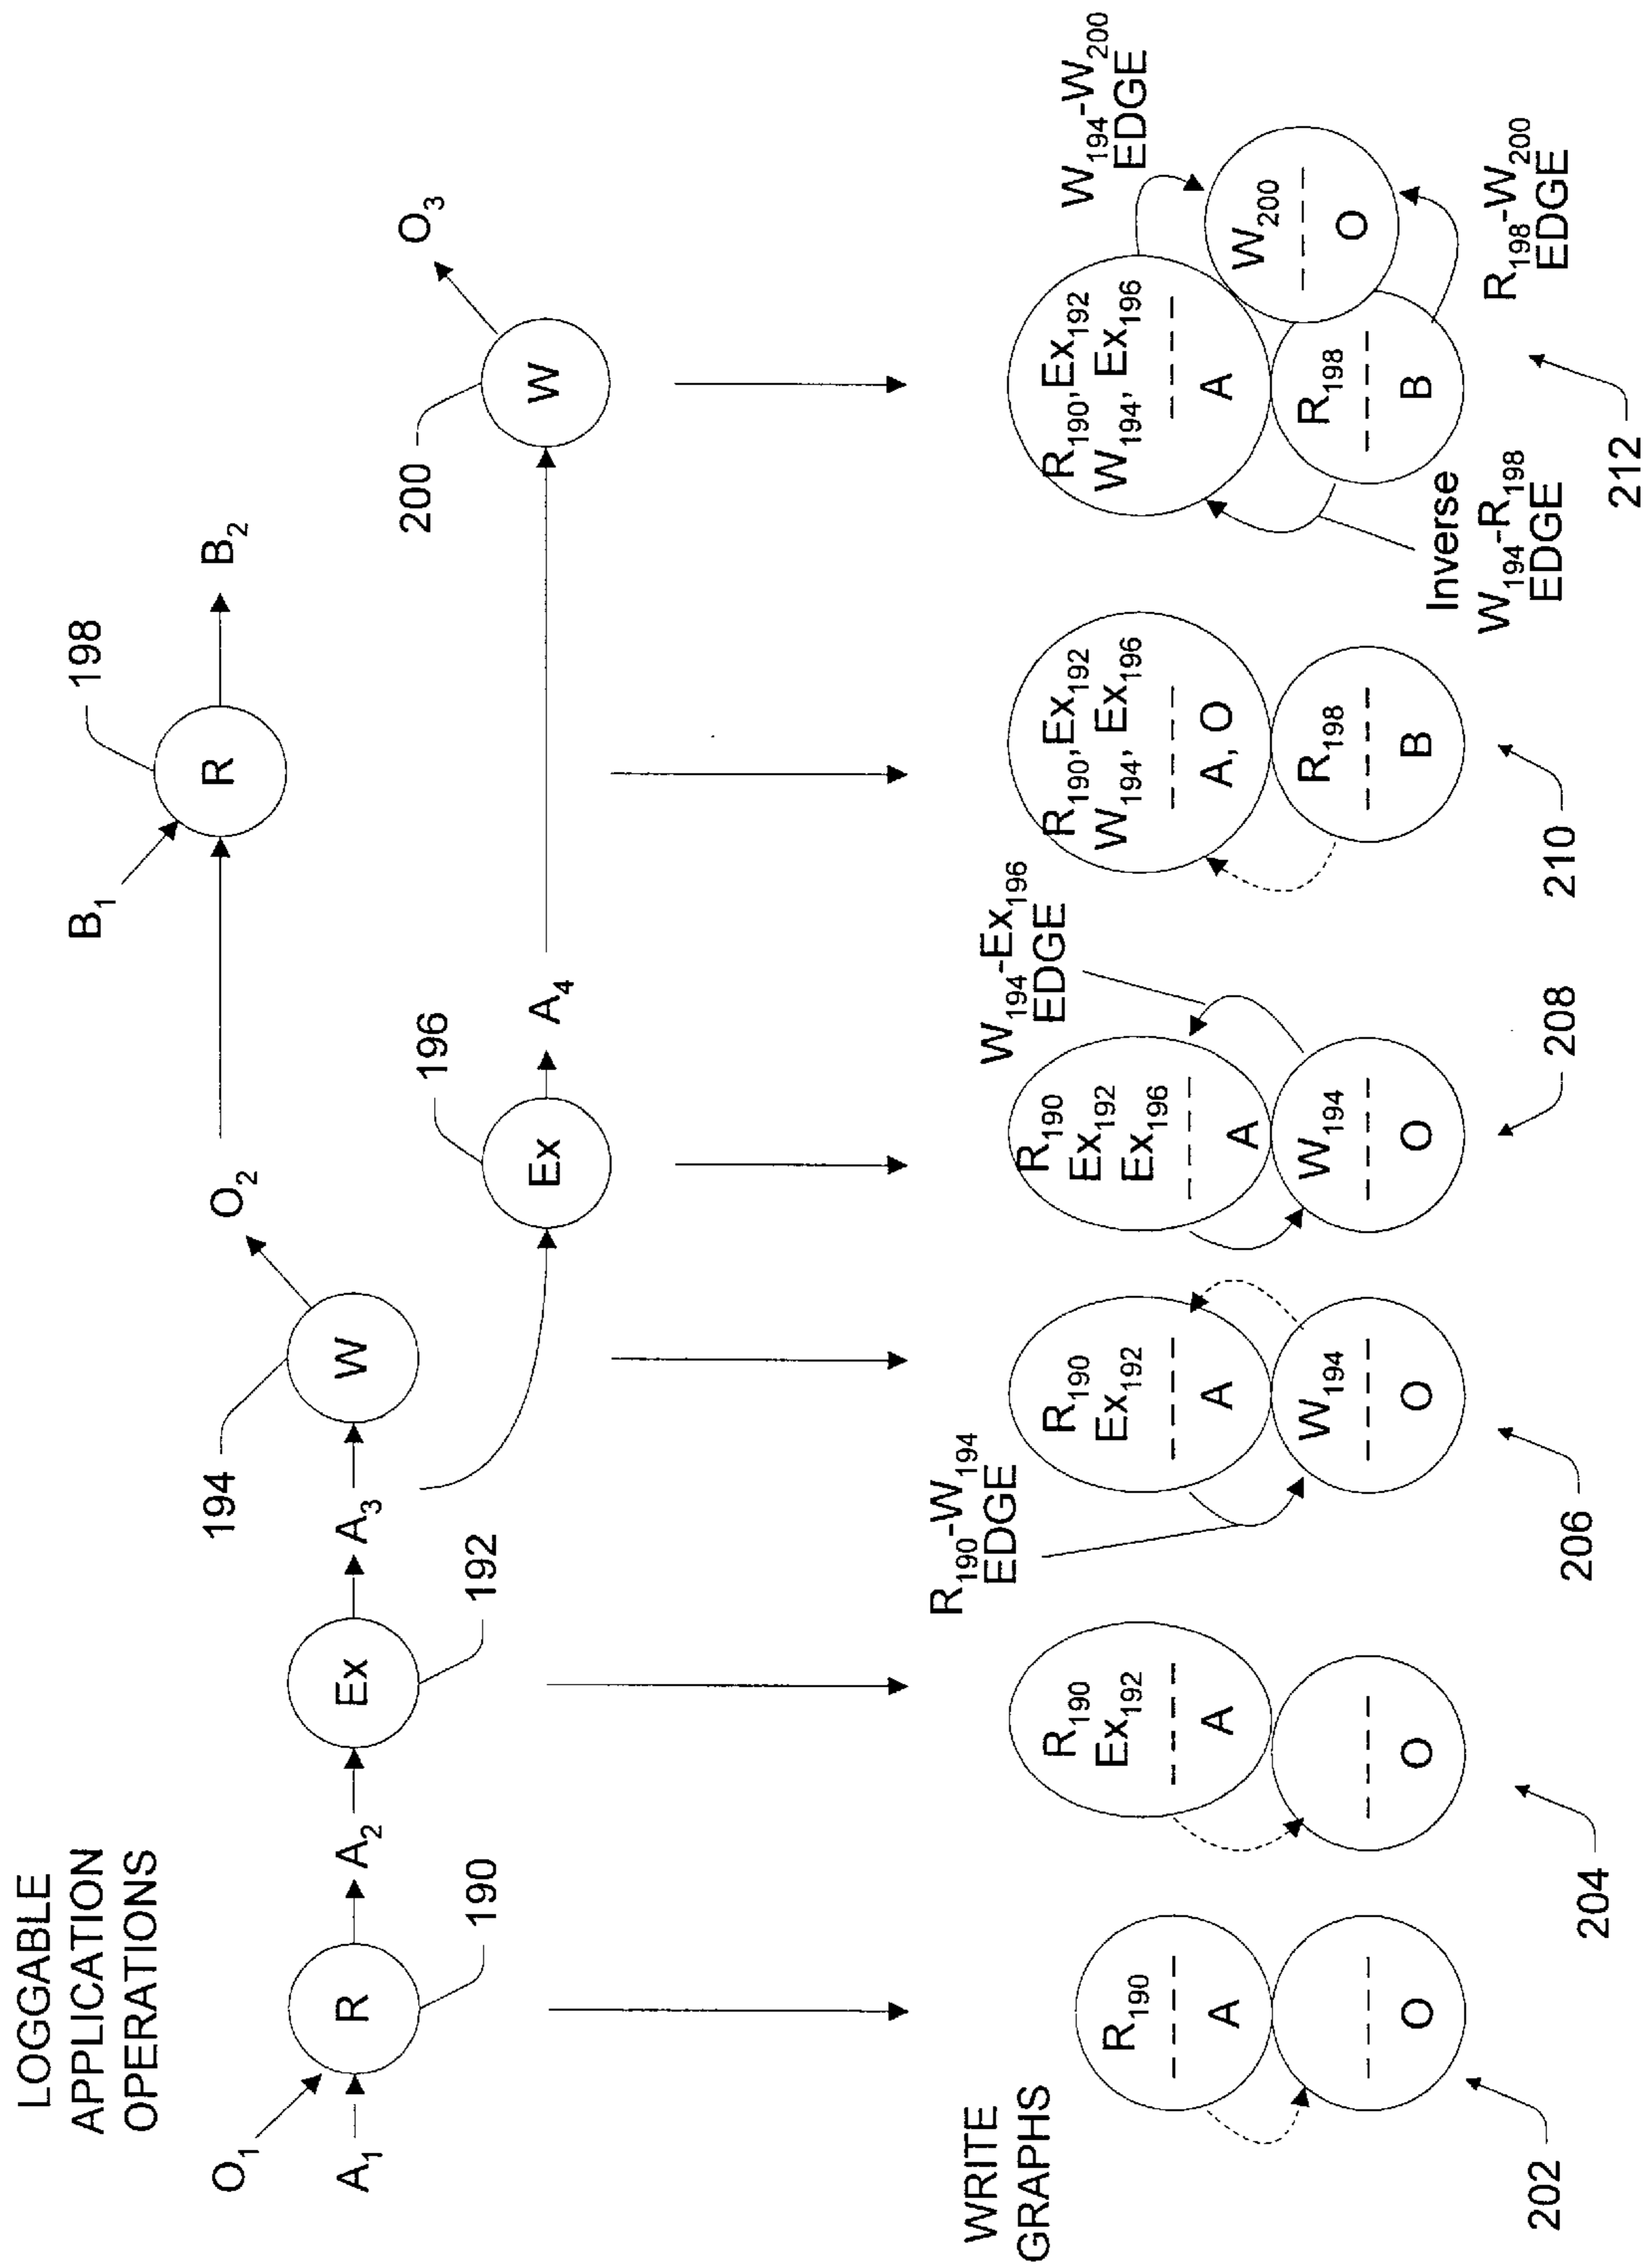 LOGGABLE
APPLICATION
OPERATIONS
O₁
A₁
R
190
A₂
Ex
192
A₃
W
194
O₂
Ex
196
A₄
B₁
R
198
B₂
W
200
O₃
WRITE
GRAPHS
R₁₉₀
A
O
202
R₁₉₀
Ex₁₉₂
A
O
204
R₁₉₀-W₁₉₄
EDGE
R₁₉₀
Ex₁₉₂
A
W₁₉₄
O
206
W₁₉₄-Ex₁₉₆
EDGE
R₁₉₀
Ex₁₉₂
Ex₁₉₆
A
W₁₉₄
O
208
R₁₉₀,Ex₁₉₂
W₁₉₄, Ex₁₉₆
A, O
R₁₉₈
B
210
Inverse
W₁₉₄-R₁₉₈
EDGE
R₁₉₀,Ex₁₉₂
W₁₉₄, Ex₁₉₆
A
R₁₉₈
B
W₁₉₄-W₂₀₀
EDGE
W₂₀₀
O
R₁₉₈-W₂₀₀
EDGE
212